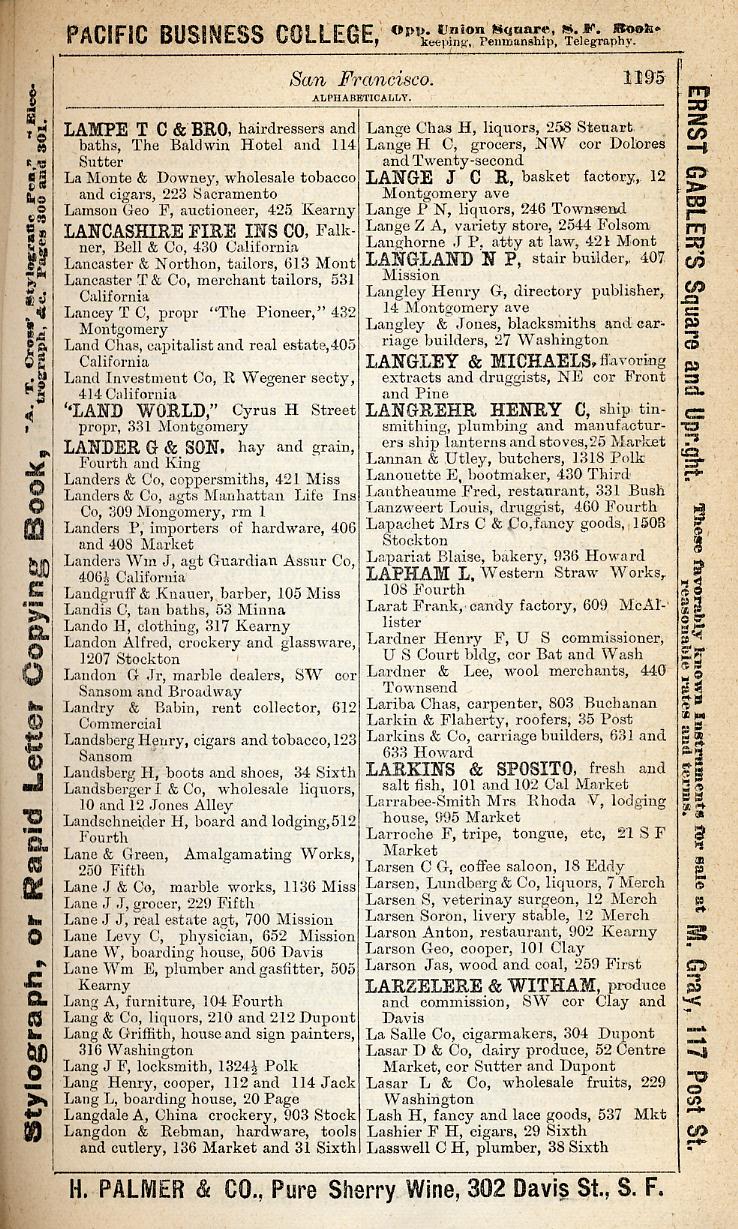 PACIFIC BUSINESS COLLEGE, Opp. Union Square, S. F. Book-
keeping, Penmanship, Telegraphy.
San Francisco. 1195
ALPHABETICALLY.
LAMPE T C & BRO, hairdressers and
baths, The Baldwin Hotel and 114
Sutter
La Monte & Downey, wholesale tobacco
and cigars, 223 Sacramento
Lamson Geo F, auctioneer, 425 Kearny
LANCASHIRE FIRE INS CO, Falk-
ner, Bell & Co, 430 California
Lancaster & Northon, tailors, 613 Mont
Lancaster T & Co, merchant tailors, 531
California
Lancey T C, propr "The Pioneer," 432
Montgomery
Land Chas, capitalist and real estate, 405
California
Land Investment Co, R Wegener secty,
414 California
"LAND WORLD," Cyrus H Street
propr, 331 Montgomery
LANDER G & SON. hay and grain,
Fourth and King
Landers & Co, coppersmiths, 421 Miss
Landers & Co, agts Manhattan Life Ins
Co, 309 Mongomery, rm 1
Landers P, importers of hardware, 406
and 408 Market
Landers Wm J, agt Guardian Assur Co,
406½ California
Landgruff & Knauer, barber, 105 Miss
Landis C, tan baths, 53 Minna
Lando H, clothing, 317 Kearny
Landon Alfred, crockery and glassware,
1207 Stockton
Landon G Jr, marble dealers, SW cor
Sansom and Broadway
Landry & Babin, rent collector, 612
Commercial
Landsberg Henry, cigars and tobacco, 123
Sansom
Landsberg H, boots and shoes, 34 Sixth
Landsberger I & Co, wholesale liquors,
10 and 12 Jones Alley
Landschneider H, board and lodging, 512
Fourth
Lane & Green, Amalgamating Works,
250 Fifth
Lane J & Co, marble works, 1136 Miss
Lane J J, grocer, 229 Fifth
Lane J J, real estate agt, 700 Mission
Lane Levy C, physician, 652 Mission
Lane W, boarding house, 506 Davis
Lane Wm E, plumber and gasfitter, 505
Kearny
Lang A, furniture, 104 Fourth
Lang & Co, liquors, 210 and 212 Dupont
Lang & Griffith, house and sign painters,
316 Washington
Lang J F, locksmith, 1324½ Polk
Lang Henry, cooper, 112 and 114 Jack
Lang L, boarding house, 20 Page
Langdale A, China crockery, 903 Stock
Langdon & Rebman, hardware, tools
and cutlery, 136 Market and 31 Sixth
Lange Chas H, liquors, 258 Steuart
Lange H C, grocers, NW cor Dolores
and Twenty-second
LANGE J C R, basket factory, 12
Montgomery ave
Lange P N, liquors, 246 Townsend
Lange Z A, variety store, 2544 Folsom
Langhorne J P, atty at law, 421 Mont
LANGLAND N P, stair builder, 407
Mission
Langley Henry G, directory publisher,
14 Montgomery ave
Langley & Jones, blacksmiths and car-
riage builders, 27 Washington
LANGLEY & MICHAELS, flavoring
extracts and druggists, NE cor Front
and Pine
LANGREHR HENRY C, ship tin-
smithing, plumbing and manufactur-
ers ship lanterns and stoves, 25 Market
Lannan & Utley, butchers, 1318 Polk
Lanouette E, bootmaker, 430 Third
Lantheaume Fred, restaurant, 331 Bush
Lanzweert Louis, druggist, 460 Fourth
Lapachet Mrs C & Co, fancy goods, 1503
Stockton
Lapariat Blaise, bakery, 936 Howard
LAPHAM L, Western Straw Works,
108 Fourth
Larat Frank, candy factory, 609 McAl-
lister
Lardner Henry F, U S commissioner,
U S Court bldg, cor Bat and Wash
Lardner & Lee, wool merchants, 440
Townsend
Lariba Chas, carpenter, 803 Buchanan
Larkin & Flaherty, roofers, 35 Post
Larkins & Co, carriage builders, 631 and
633 Howard
LARKINS & SPOSITO, fresh and
salt fish, 101 and 102 Cal Market
Larrabee-Smith Mrs Rhoda V, lodging
house, 995 Market
Larroche F, tripe, tongue, etc, 21 S F
Market
Larsen C G, coffee saloon, 18 Eddy
Larsen, Lundberg & Co, liquors, 7 Merch
Larsen S, veterinay surgeon, 12 Merch
Larsen Soron, livery stable, 12 Merch
Larson Anton, restaurant, 902 Kearny
Larson Geo, cooper, 101 Clay
Larson Jas, wood and coal, 259 First
LARZELERE & WITHAM, produce
and commission, SW cor Clay and
Davis
La Salle Co, cigarmakers, 304 Dupont
Lasar D & Co, dairy produce, 52 Centre
Market, cor Sutter and Dupont
Lasar L & Co, wholesale fruits, 229
Washington
Lash H, fancy and lace goods, 537 Mkt
Lashier F H, cigars, 29 Sixth
Lasswell C H, plumber, 38 Sixth
Stylograph, or Rapid Letter Copying Book, "A. T. Cross' Stylografic Pen," "Elec-
trograph, &c. Pages 300 and 301.
ERNST GABLER'S Square and Upright. These favorably known Instruments for sale at M. Gray, 117 Post St.
reasonable rates and terms.
H. PALMER & CO., Pure Sherry Wine, 302 Davis St., S. F.